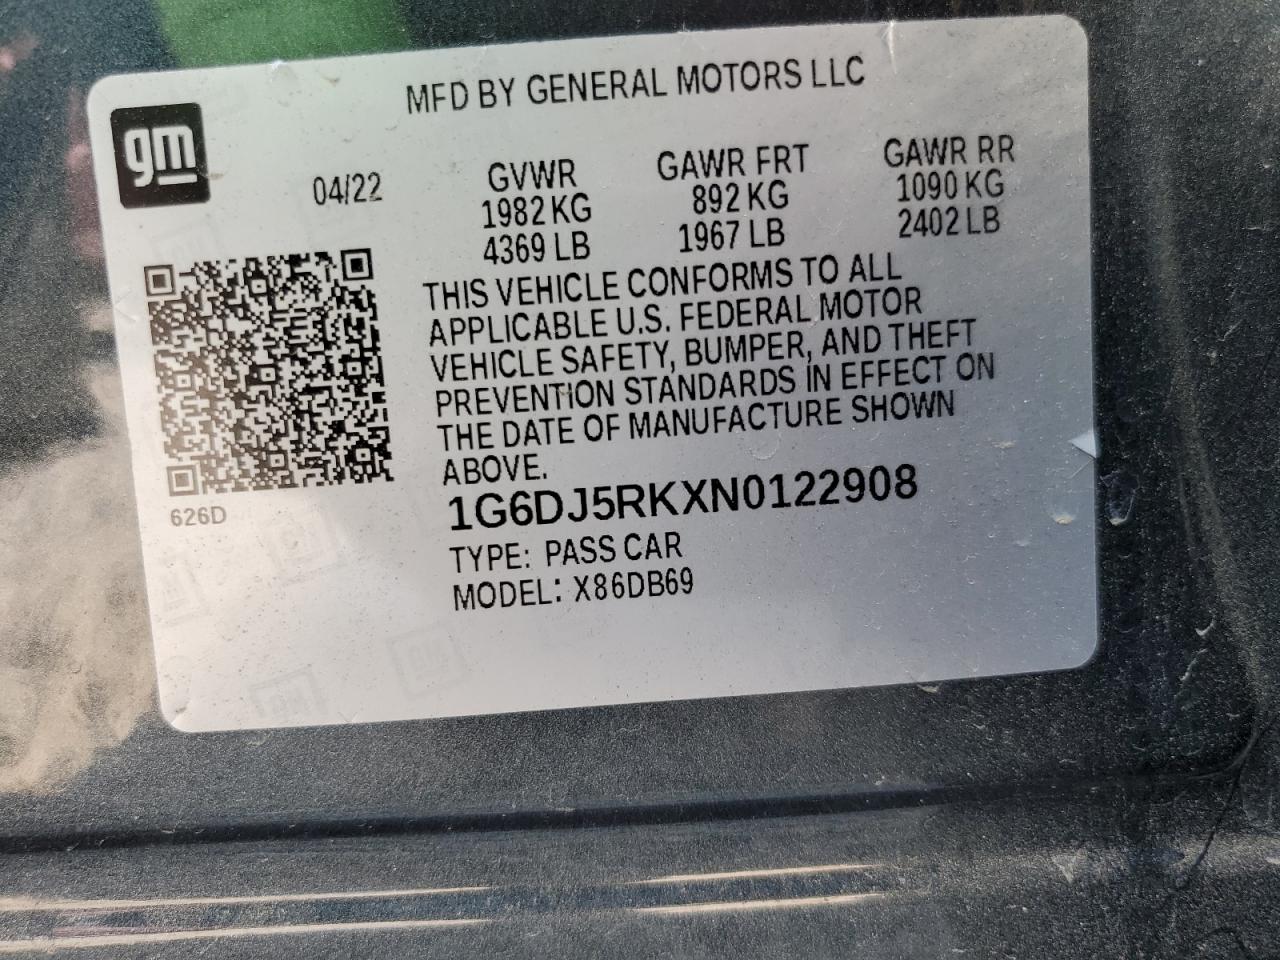 MFD BY GENERAL MOTORS LLC
gm
04/22
GVWR
1982 KG
4369 LB
GAWR FRT
892 KG
1967 LB
GAWR RR
1090 KG
2402 LB
THIS VEHICLE CONFORMS TO ALL
APPLICABLE U.S. FEDERAL MOTOR
VEHICLE SAFETY, BUMPER, AND THEFT
PREVENTION STANDARDS IN EFFECT ON
THE DATE OF MANUFACTURE SHOWN
ABOVE.
1G6DJ5RKXN0122908
626D
TYPE: PASS CAR
MODEL: X86DB69